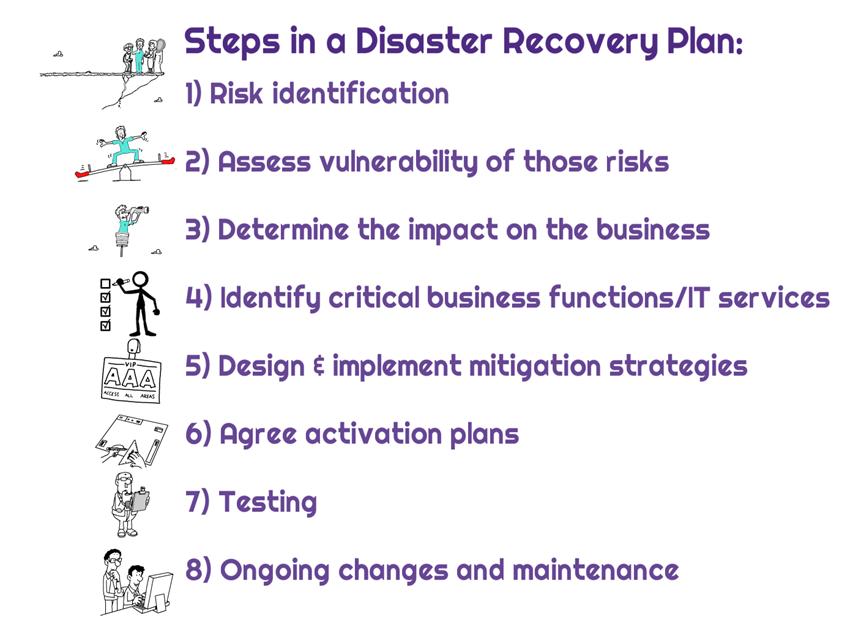 Steps in a Disaster Recovery Plan:
1) Risk identification
2) Assess vulnerability of those risks
3) Determine the impact on the business
4) Identify critical business functions/IT services
VIP
AAA
ACCESS ALL AREAS
5) Design & implement mitigation strategies
6) Agree activation plans
7) Testing
8) Ongoing changes and maintenance